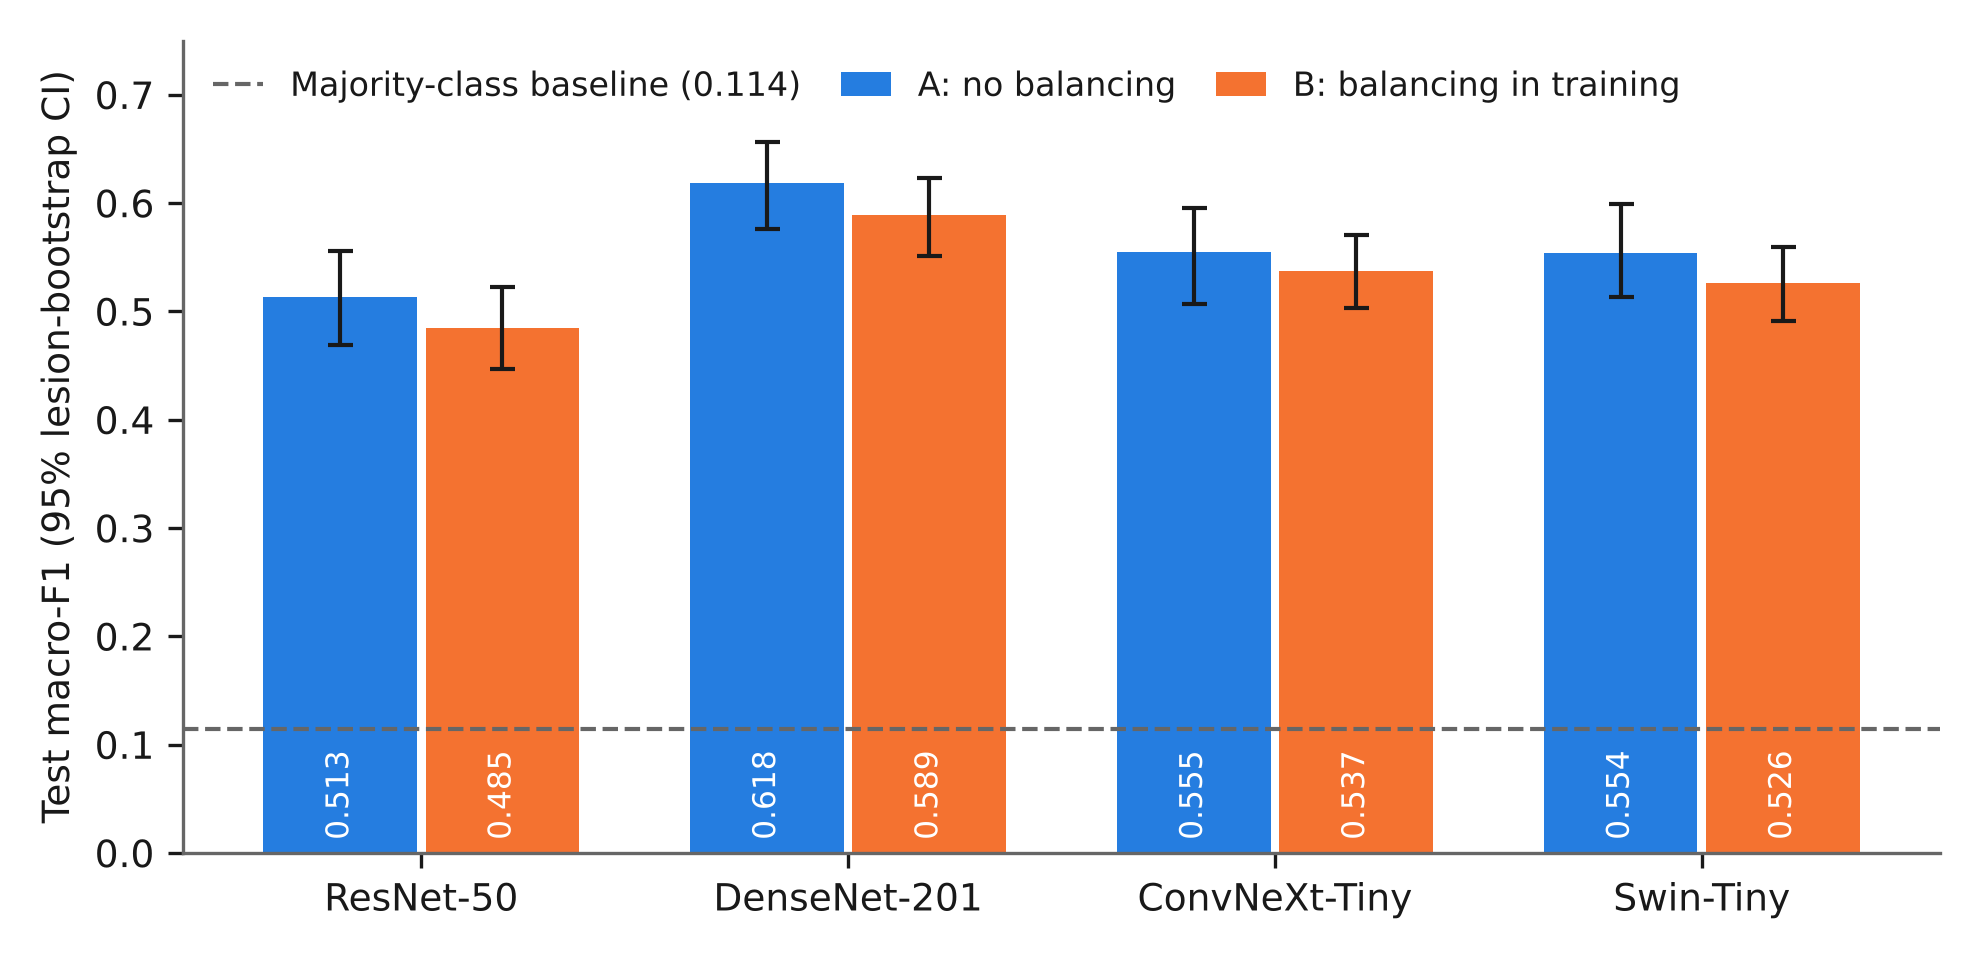 Majority-class baseline (0.114) A: no balancing B: balancing in training
Test macro-F1 (95% lesion-bootstrap CI)
0.7
0.6
0.5
0.4
0.3
0.2
0.1
0.0
0.513 0.485 0.618 0.589 0.555 0.537 0.554 0.526
ResNet-50 DenseNet-201 ConvNeXt-Tiny Swin-Tiny